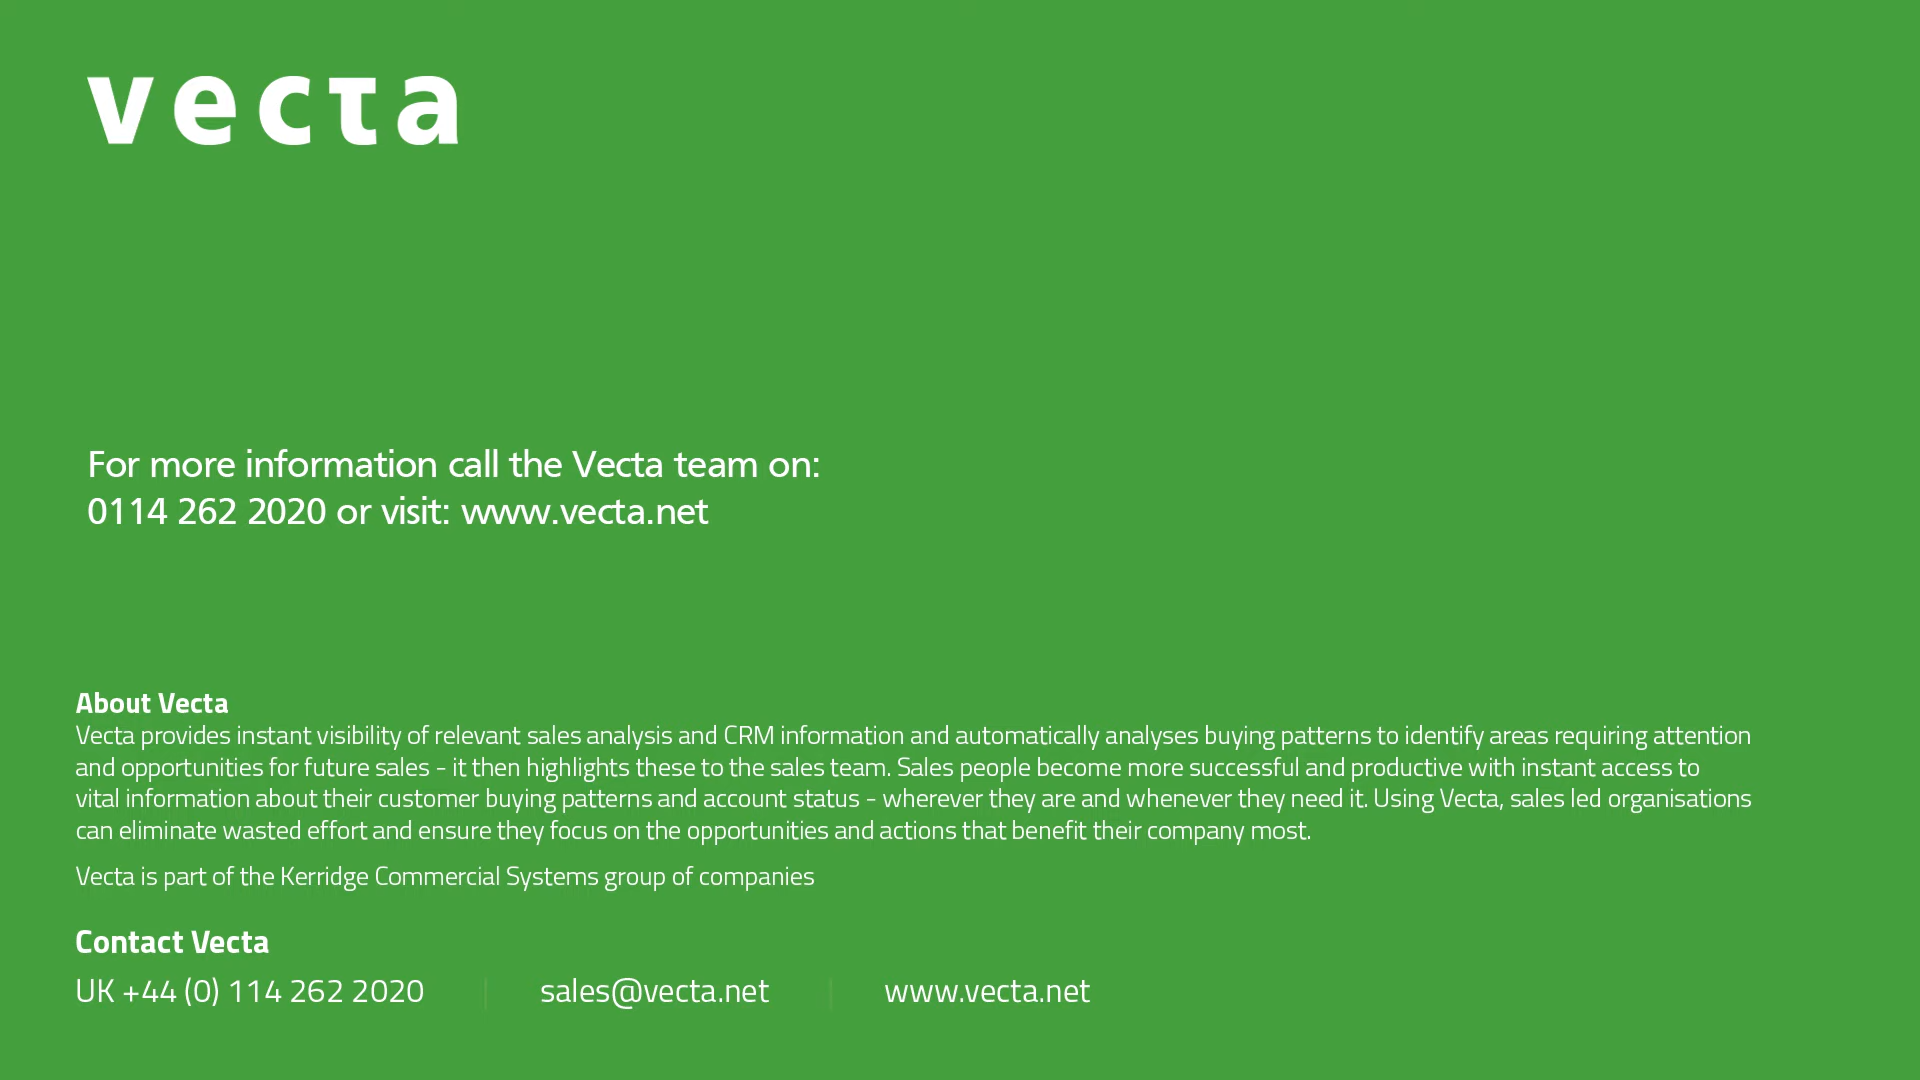 vecta
For more information call the Vecta team on:
0114 262 2020 or visit: www.vecta.net
About Vecta
Vecta provides instant visibility of relevant sales analysis and CRM information and automatically analyses buying patterns to identify areas requiring attention
and opportunities for future sales - it then highlights these to the sales team. Sales people become more successful and productive with instant access to
vital information about their customer buying patterns and account status - wherever they are and whenever they need it. Using Vecta, sales led organisations
can eliminate wasted effort and ensure they focus on the opportunities and actions that benefit their company most.
Vecta is part of the Kerridge Commercial Systems group of companies
Contact Vecta
UK +44 (0) 114 262 2020 | sales@vecta.net | www.vecta.net